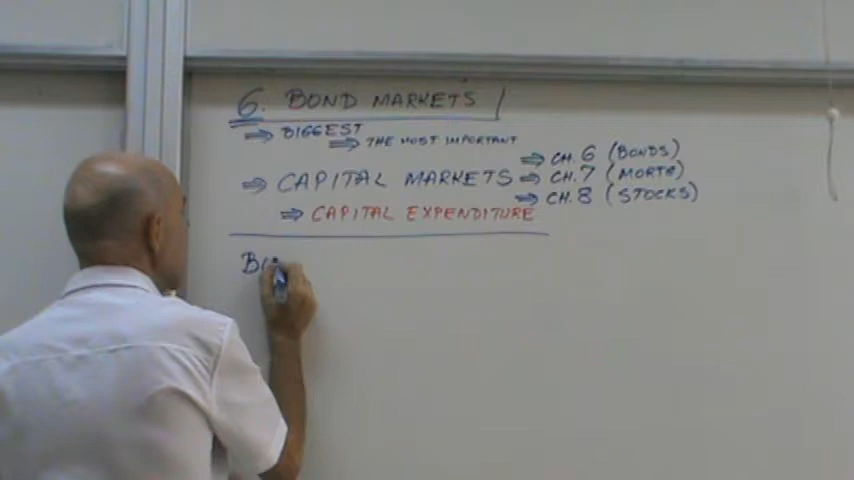 6. BOND MARKETS
⇒ BIGGEST
⇒ THE MOST IMPORTANT
⇒ CAPITAL MARKETS ⇒ CH. 6 (BONDS)
⇒ CH. 7 (MORTG)
⇒ CH. 8 (STOCKS)
⇒ CAPITAL EXPENDITURE